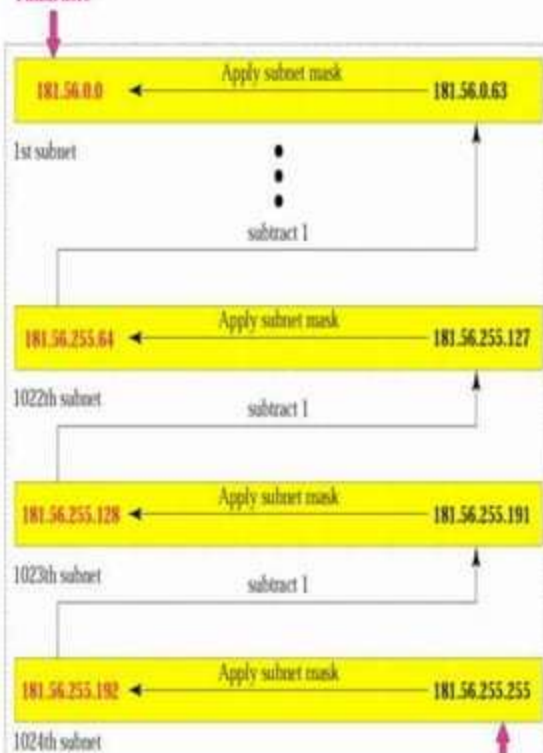 Apply subnet mask
181.56.0.0 181.56.0.63
1st subnet
subtract 1
Apply subnet mask
181.56.255.64 181.56.255.127
1022th subnet
subtract 1
Apply subnet mask
181.56.255.128 181.56.255.191
1023th subnet
subtract 1
Apply subnet mask
181.56.255.192 181.56.255.255
1024th subnet